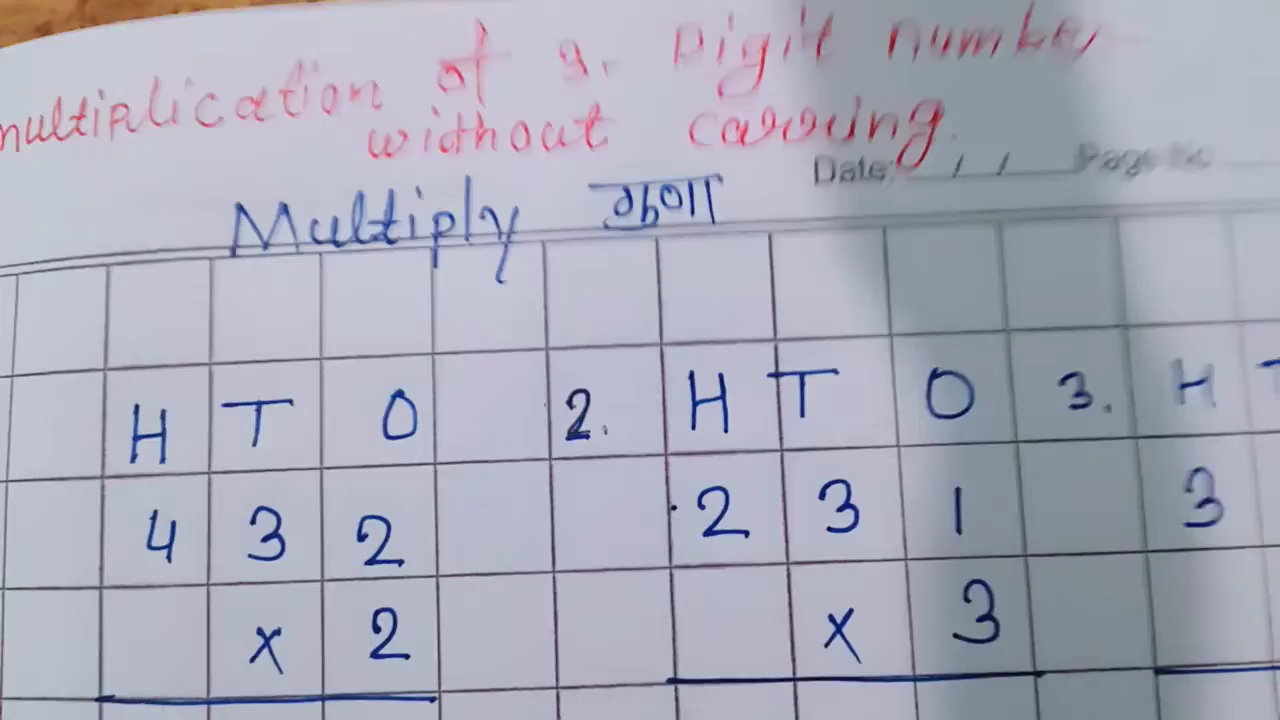 multiplication of 3. Digit number
without carring.
Date: / / Page No.
Multiply गुणा
H T O 2. H T O 3. H T
4 3 2 2 3 1 3
x 2 x 3